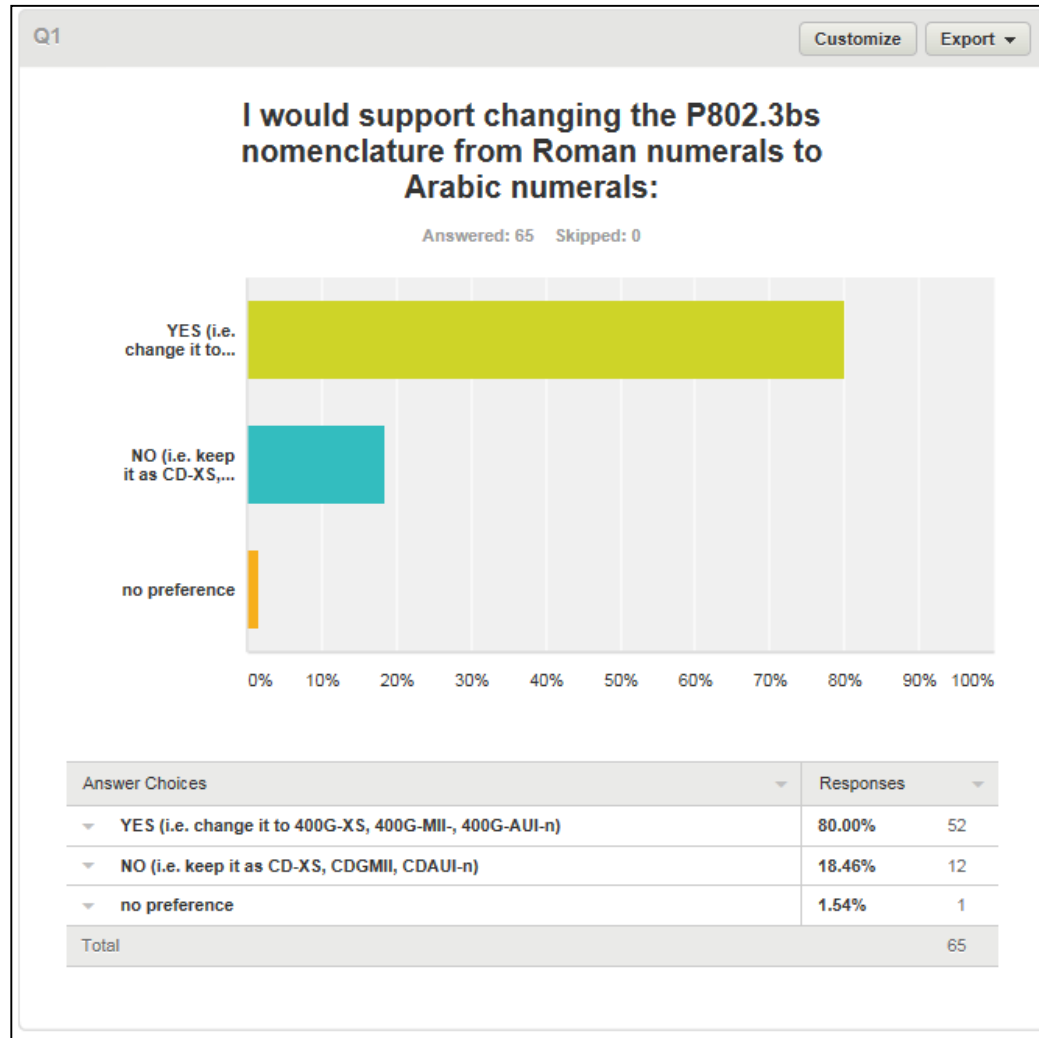 Q1
Customize
Export
I would support changing the P802.3bs
nomenclature from Roman numerals to
Arabic numerals:
Answered: 65 Skipped: 0
YES (i.e.
change it to...
NO (i.e. keep
it as CD-XS,...
no preference
0% 10% 20% 30% 40% 50% 60% 70% 80% 90% 100%
Answer Choices Responses
YES (i.e. change it to 400G-XS, 400G-MII-, 400G-AUI-n) 80.00% 52
NO (i.e. keep it as CD-XS, CDGMII, CDAUI-n) 18.46% 12
no preference 1.54% 1
Total 65